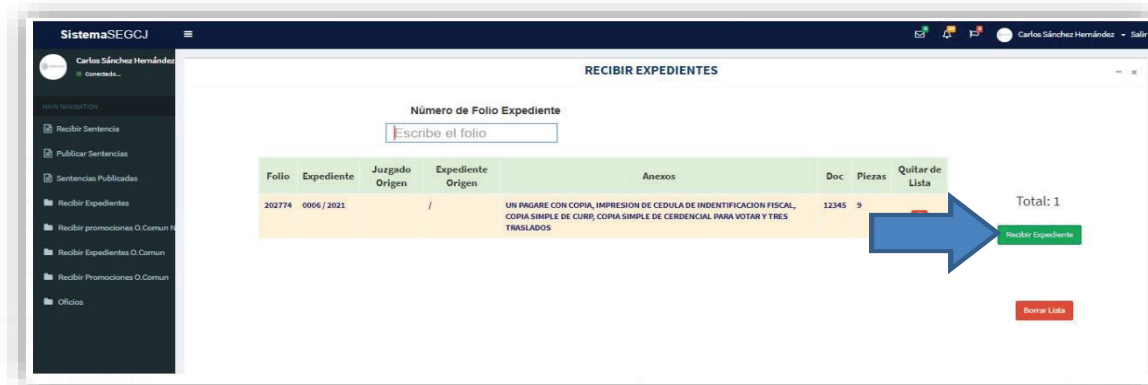 SistemaSEGCJ
Carlos Sánchez Hernández Salir
Carlos Sánchez Hernández
Conectado...
RECIBIR EXPEDIENTES
MAIN NAVIGATION
Recibir Sentencia
Publicar Sentencias
Sentencias Publicadas
Recibir Expedientes
Recibir promociones O.Comun N
Recibir Expedientes O.Comun
Recibir Promociones O.Comun
Oficios
Número de Folio Expediente
Escribe el folio
Folio Expediente Juzgado Origen Expediente Origen Anexos Doc Piezas Quitar de Lista
202774 0006 / 2021 / UN PAGARE CON COPIA, IMPRESION DE CEDULA DE INDENTIFICACION FISCAL, 12345 9
COPIA SIMPLE DE CURP, COPIA SIMPLE DE CERDENCIAL PARA VOTAR Y TRES
TRASLADOS
Total: 1
Recibir Expediente
Borrar Lista